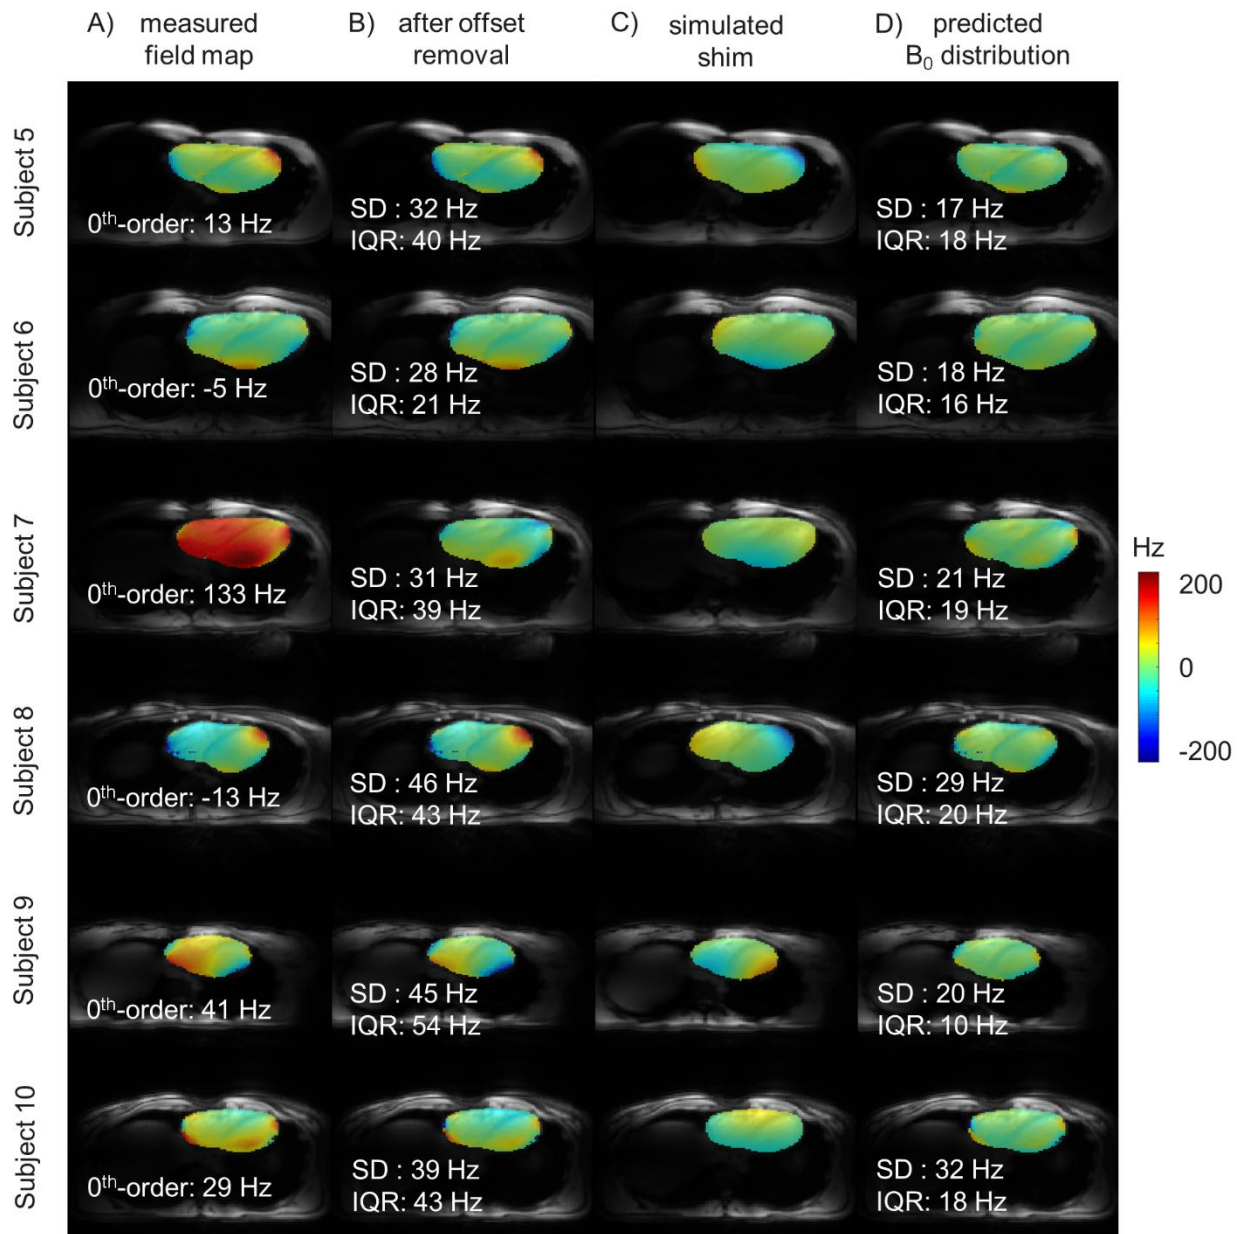 A) measured
field map
B) after offset
removal
C) simulated
shim
D) predicted
B₀ distribution
Subject 5
0ᵗʰ-order: 13 Hz
SD : 32 Hz
IQR: 40 Hz
SD : 17 Hz
IQR: 18 Hz
Subject 6
0ᵗʰ-order: -5 Hz
SD : 28 Hz
IQR: 21 Hz
SD : 18 Hz
IQR: 16 Hz
Subject 7
0ᵗʰ-order: 133 Hz
SD : 31 Hz
IQR: 39 Hz
SD : 21 Hz
IQR: 19 Hz
Hz
200
0
-200
Subject 8
0ᵗʰ-order: -13 Hz
SD : 46 Hz
IQR: 43 Hz
SD : 29 Hz
IQR: 20 Hz
Subject 9
0ᵗʰ-order: 41 Hz
SD : 45 Hz
IQR: 54 Hz
SD : 20 Hz
IQR: 10 Hz
Subject 10
0ᵗʰ-order: 29 Hz
SD : 39 Hz
IQR: 43 Hz
SD : 32 Hz
IQR: 18 Hz